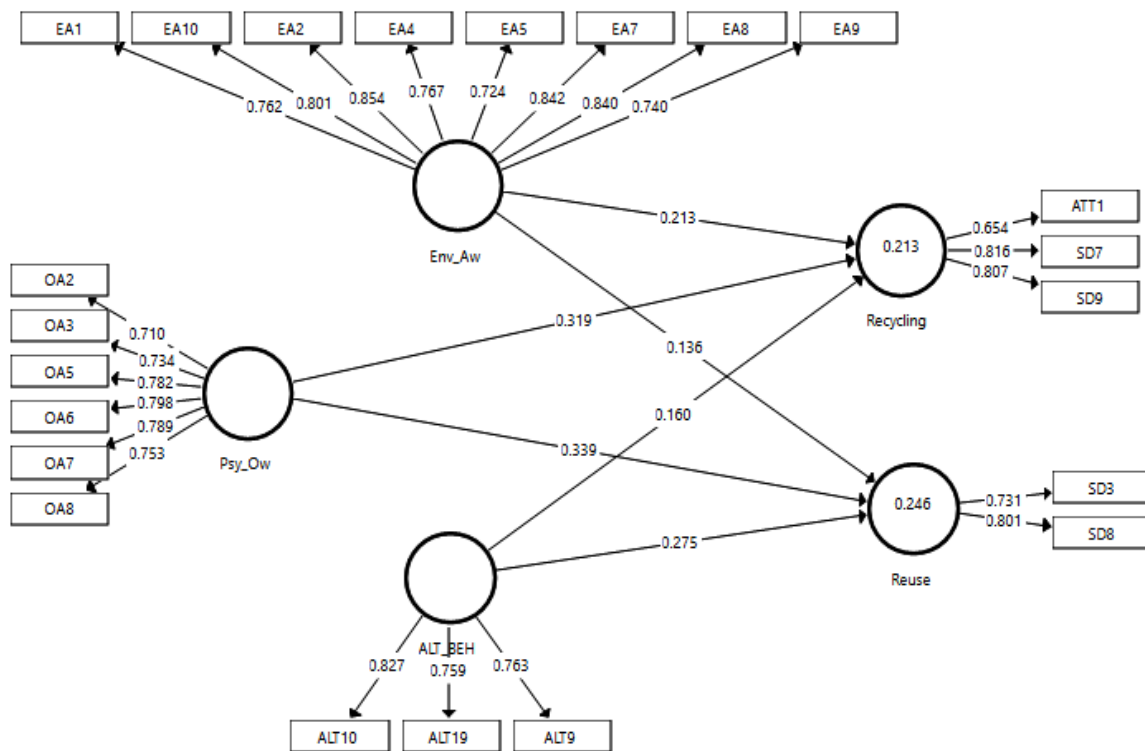 EA1 EA10 EA2 EA4 EA5 EA7 EA8 EA9
0.762 0.801 0.854 0.767 0.724 0.842 0.840 0.740
Env_Aw
0.213
0.136
OA2
OA3
OA5
OA6
OA7
OA8
0.710
0.734
0.782
0.798
0.789
0.753
Psy_Ow
0.319
0.339
ALT_BEH
0.160
0.275
0.827 0.759 0.763
ALT10 ALT19 ALT9
0.213
Recycling
0.654
0.816
0.807
ATT1
SD7
SD9
0.246
Reuse
0.731
0.801
SD3
SD8